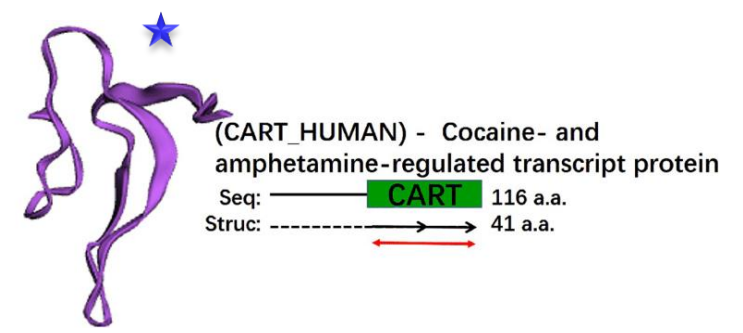 (CART_HUMAN) - Cocaine- and
amphetamine-regulated transcript protein
Seq: CART 116 a.a.
Struc: 41 a.a.